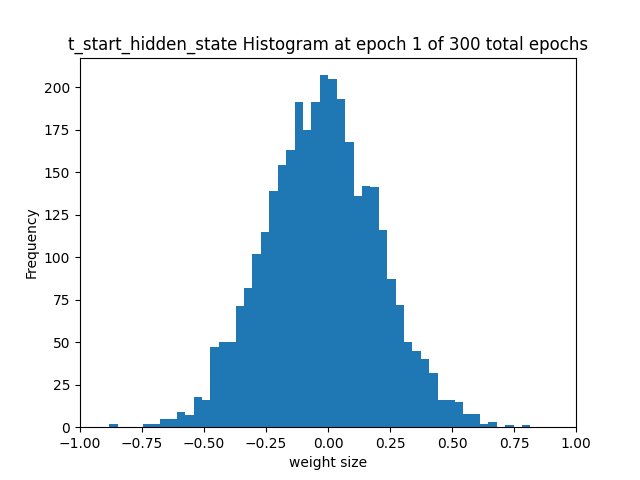 t_start_hidden_state Histogram at epoch 1 of 300 total epochs
200
175
150
125
100
75
50
25
0
Frequency
−1.00 −0.75 −0.50 −0.25 0.00 0.25 0.50 0.75 1.00
weight size